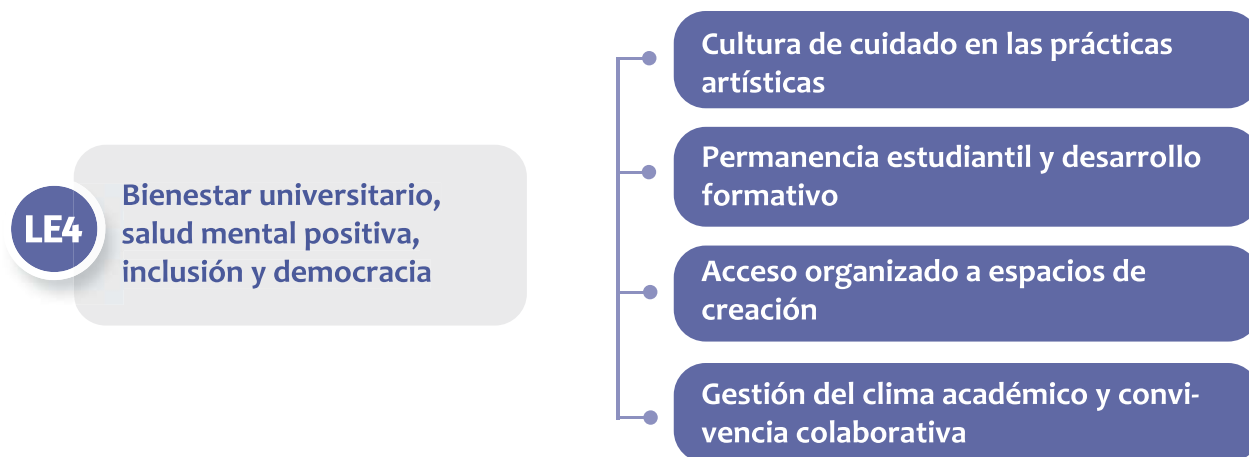 LE4
Bienestar universitario,
salud mental positiva,
inclusión y democracia
Cultura de cuidado en las prácticas
artísticas
Permanencia estudiantil y desarrollo
formativo
Acceso organizado a espacios de
creación
Gestión del clima académico y convi-
vencia colaborativa